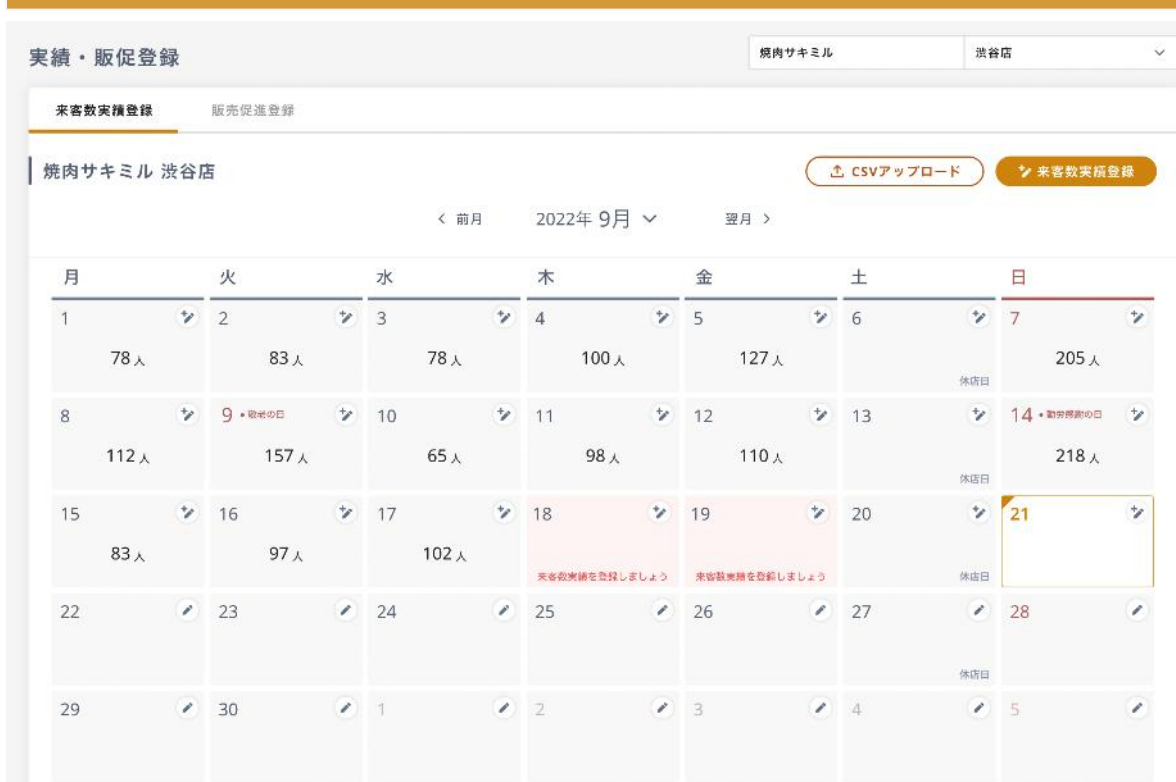 実績・販促登録
焼肉サキミル 渋谷店
来客数実績登録 販売促進登録
焼肉サキミル 渋谷店
CSVアップロード 来客数実績登録
前月 2022年 9月 翌月
月 火 水 木 金 土 日
1 2 3 4 5 6 7
78人 83人 78人 100人 127人 205人
休店日
8 9 • 敬老の日 10 11 12 13 14 • 勤労感謝の日
112人 157人 65人 98人 110人 218人
休店日
15 16 17 18 19 20 21
83人 97人 102人
来客数実績を登録しましょう 来客数実績を登録しましょう 休店日
22 23 24 25 26 27 28
休店日
29 30 1 2 3 4 5